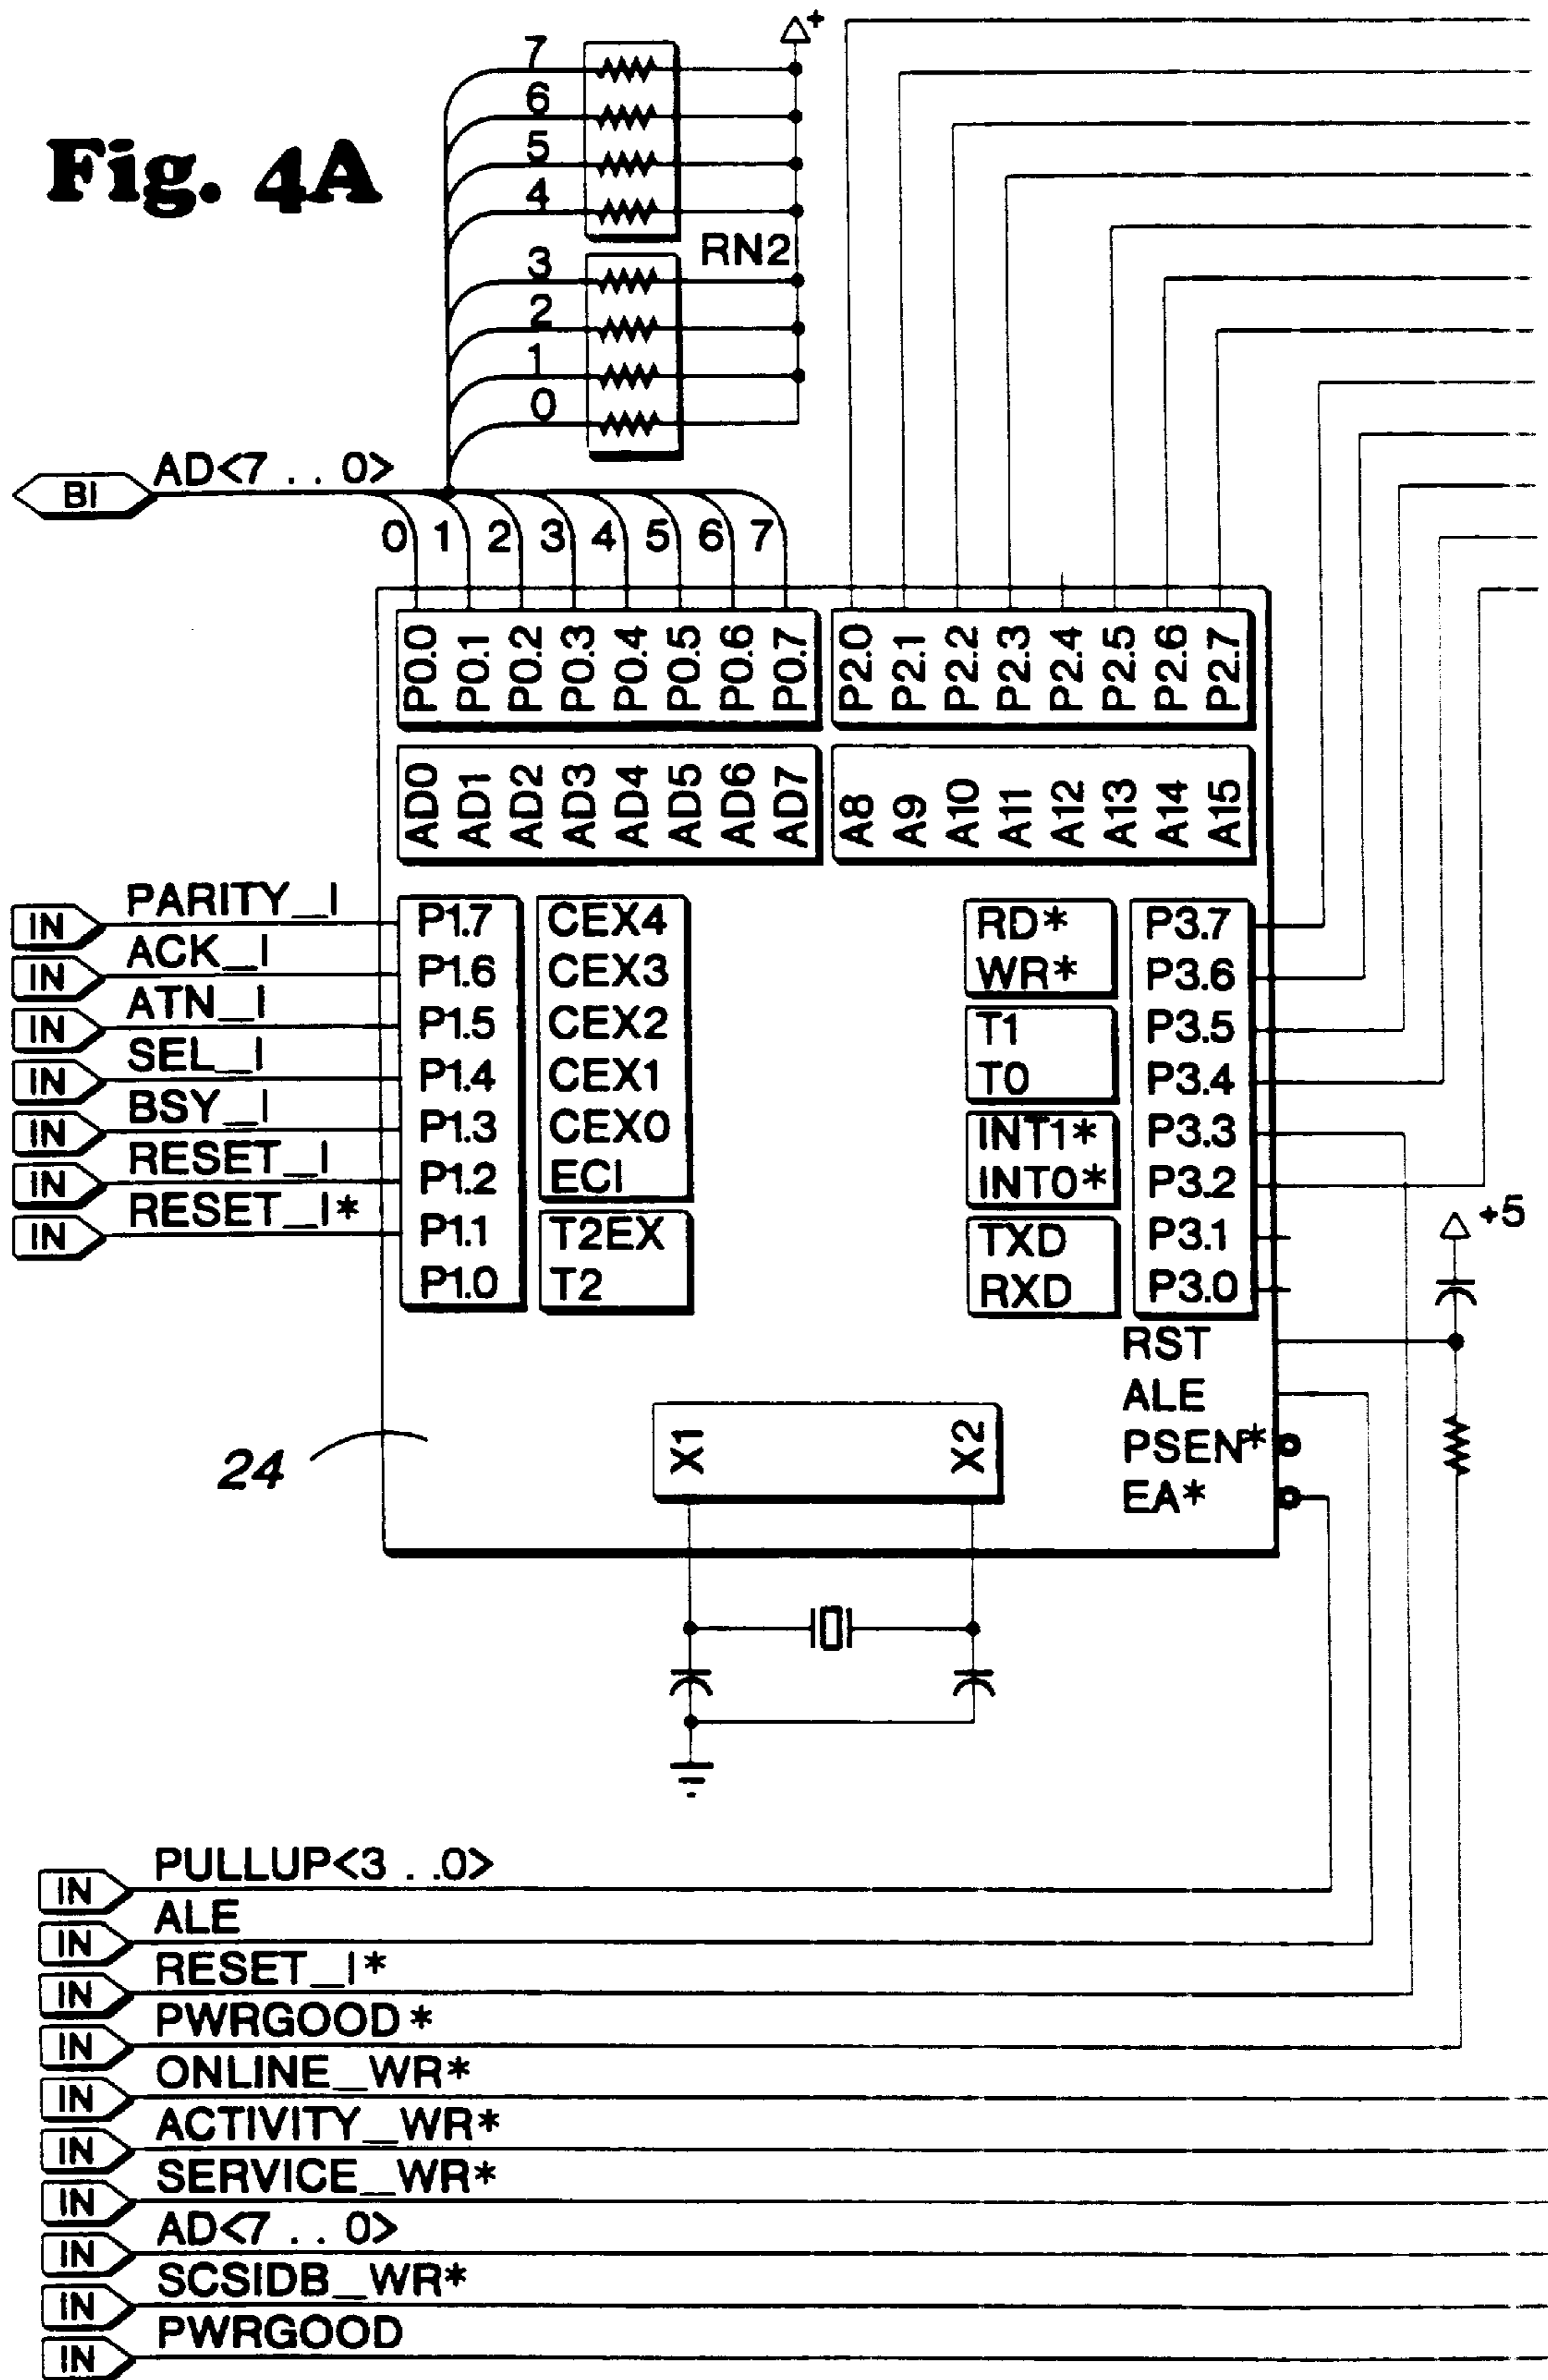 Fig. 4A
+
7
6
5
4
RN2
3
2
1
0
BI AD<7 . . 0>
0 1 2 3 4 5 6 7
P0.0 P0.1 P0.2 P0.3 P0.4 P0.5 P0.6 P0.7 P2.0 P2.1 P2.2 P2.3 P2.4 P2.5 P2.6 P2.7
AD0 AD1 AD2 AD3 AD4 AD5 AD6 AD7 A8 A9 A10 A11 A12 A13 A14 A15
IN PARITY_I P1.7 CEX4 RD* P3.7
IN ACK_I P1.6 CEX3 WR* P3.6
IN ATN_I P1.5 CEX2 T1 P3.5
IN SEL_I P1.4 CEX1 T0 P3.4
IN BSY_I P1.3 CEX0 INT1* P3.3
IN RESET_I P1.2 ECI INT0* P3.2
IN RESET_I* P1.1 T2EX TXD P3.1 +5
P1.0 T2 RXD P3.0
RST
ALE
PSEN*
EA*
24 X1 X2
IN PULLUP<3 . .0>
IN ALE
IN RESET_I*
IN PWRGOOD*
IN ONLINE_WR*
IN ACTIVITY_WR*
IN SERVICE_WR*
IN AD<7 . . 0>
IN SCSIDB_WR*
IN PWRGOOD